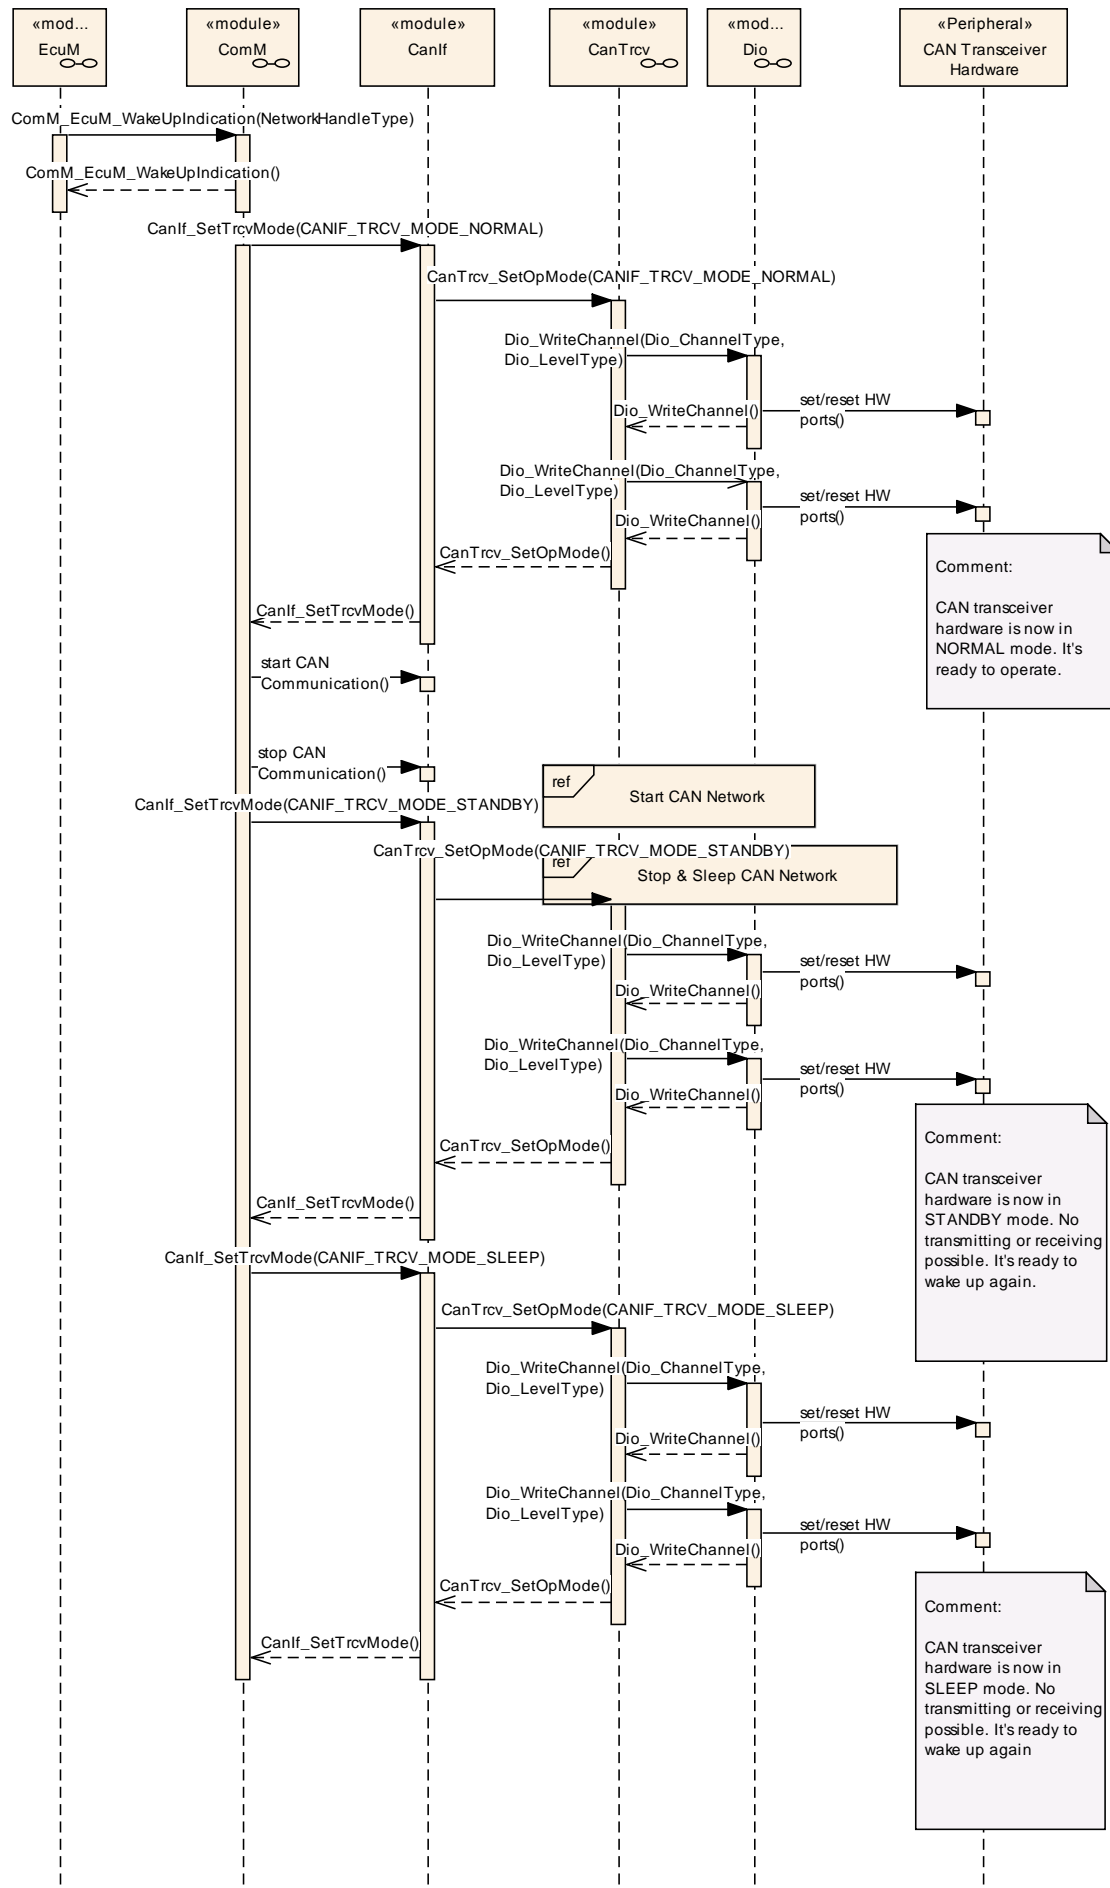 «mod...
EcuM
«module»
ComM
«module»
CanIf
«module»
CanTrcv
«mod...
Dio
«Peripheral»
CAN Transceiver
Hardware
ComM_EcuM_WakeUpIndication(NetworkHandleType)
ComM_EcuM_WakeUpIndication()
CanIf_SetTrcvMode(CANIF_TRCV_MODE_NORMAL)
CanTrcv_SetOpMode(CANIF_TRCV_MODE_NORMAL)
Dio_WriteChannel(Dio_ChannelType,
Dio_LevelType)
set/reset HW
ports()
Dio_WriteChannel()
Dio_WriteChannel(Dio_ChannelType,
Dio_LevelType)
set/reset HW
ports()
Dio_WriteChannel()
CanTrcv_SetOpMode()
Comment:
CAN transceiver
hardware is now in
NORMAL mode. It's
ready to operate.
CanIf_SetTrcvMode()
start CAN
Communication()
stop CAN
Communication()
ref
Start CAN Network
CanIf_SetTrcvMode(CANIF_TRCV_MODE_STANDBY)
CanTrcv_SetOpMode(CANIF_TRCV_MODE_STANDBY)
ref
Stop & Sleep CAN Network
Dio_WriteChannel(Dio_ChannelType,
Dio_LevelType)
set/reset HW
ports()
Dio_WriteChannel()
Dio_WriteChannel(Dio_ChannelType,
Dio_LevelType)
set/reset HW
ports()
Dio_WriteChannel()
CanTrcv_SetOpMode()
Comment:
CAN transceiver
hardware is now in
STANDBY mode. No
transmitting or receiving
possible. It's ready to
wake up again.
CanIf_SetTrcvMode()
CanIf_SetTrcvMode(CANIF_TRCV_MODE_SLEEP)
CanTrcv_SetOpMode(CANIF_TRCV_MODE_SLEEP)
Dio_WriteChannel(Dio_ChannelType,
Dio_LevelType)
set/reset HW
ports()
Dio_WriteChannel()
Dio_WriteChannel(Dio_ChannelType,
Dio_LevelType)
set/reset HW
ports()
Dio_WriteChannel()
CanTrcv_SetOpMode()
CanIf_SetTrcvMode()
Comment:
CAN transceiver
hardware is now in
SLEEP mode. No
transmitting or receiving
possible. It's ready to
wake up again